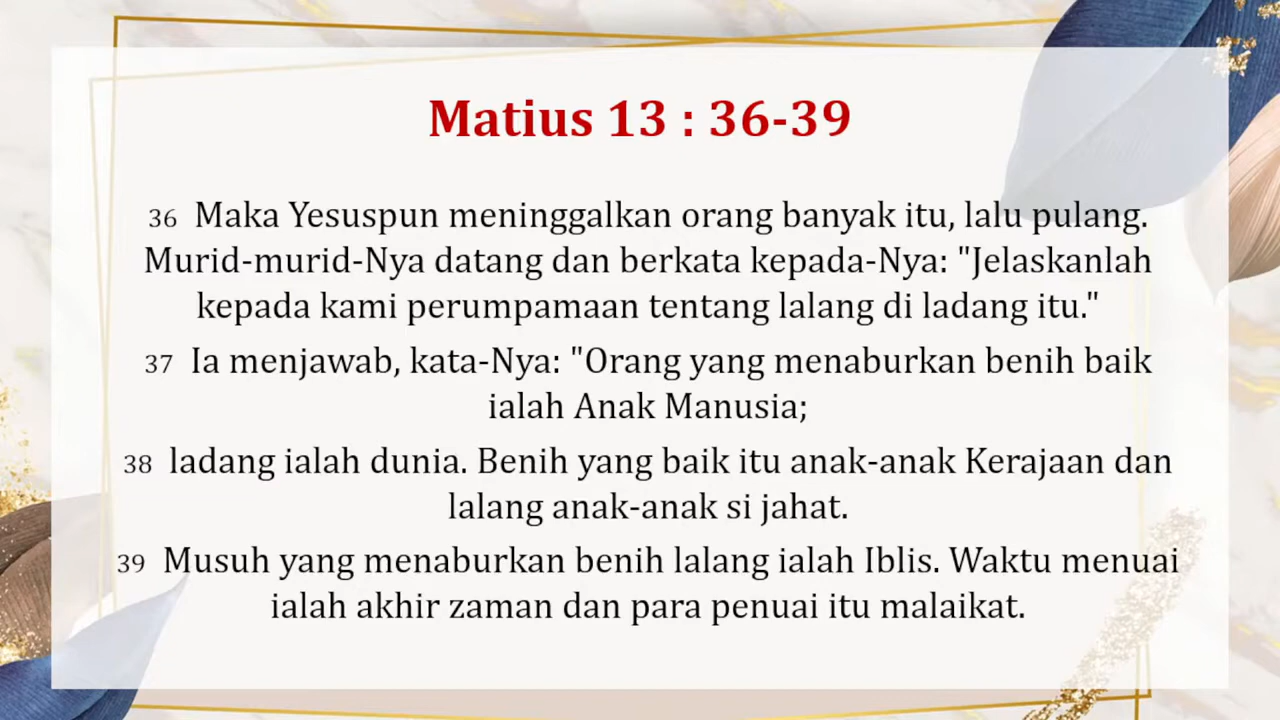 Matius 13 : 36-39
36 Maka Yesuspun meninggalkan orang banyak itu, lalu pulang.
Murid-murid-Nya datang dan berkata kepada-Nya: "Jelaskanlah
kepada kami perumpamaan tentang lalang di ladang itu."
37 Ia menjawab, kata-Nya: "Orang yang menaburkan benih baik
ialah Anak Manusia;
38 ladang ialah dunia. Benih yang baik itu anak-anak Kerajaan dan
lalang anak-anak si jahat.
39 Musuh yang menaburkan benih lalang ialah Iblis. Waktu menuai
ialah akhir zaman dan para penuai itu malaikat.